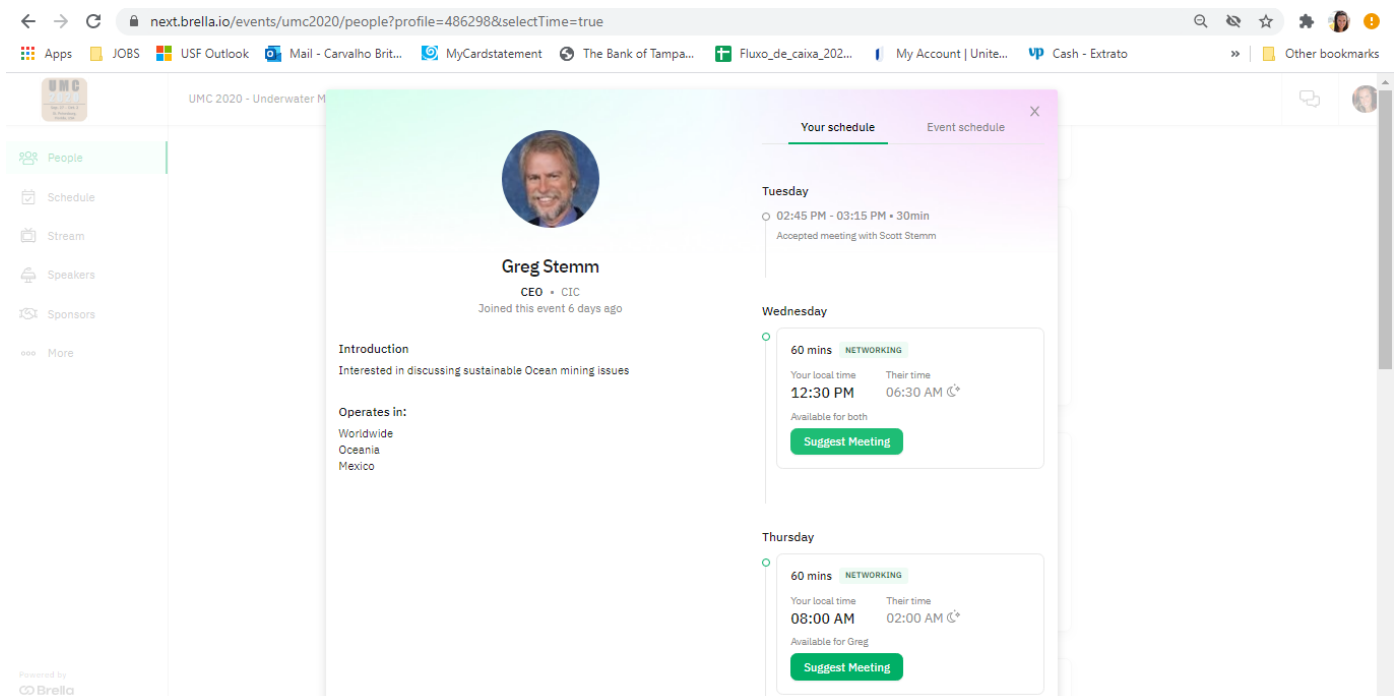 next.brella.io/events/umc2020/people?profile=486298&selectTime=true
Apps JOBS USF Outlook Mail - Carvalho Brit... MyCardstatement The Bank of Tampa... Fluxo_de_caixa_202... My Account | Unite... Cash - Extrato » Other bookmarks
UMC
UMC 2020 - Underwater M
People
Schedule
Stream
Speakers
Sponsors
More
Powered by
Brella
Greg Stemm
CEO • CIC
Joined this event 6 days ago
Introduction
Interested in discussing sustainable Ocean mining issues
Operates in:
Worldwide
Oceania
Mexico
Your schedule Event schedule
Tuesday
02:45 PM - 03:15 PM • 30min
Accepted meeting with Scott Stemm
Wednesday
60 mins NETWORKING
Your local time Their time
12:30 PM 06:30 AM
Available for both
Suggest Meeting
Thursday
60 mins NETWORKING
Your local time Their time
08:00 AM 02:00 AM
Available for Greg
Suggest Meeting